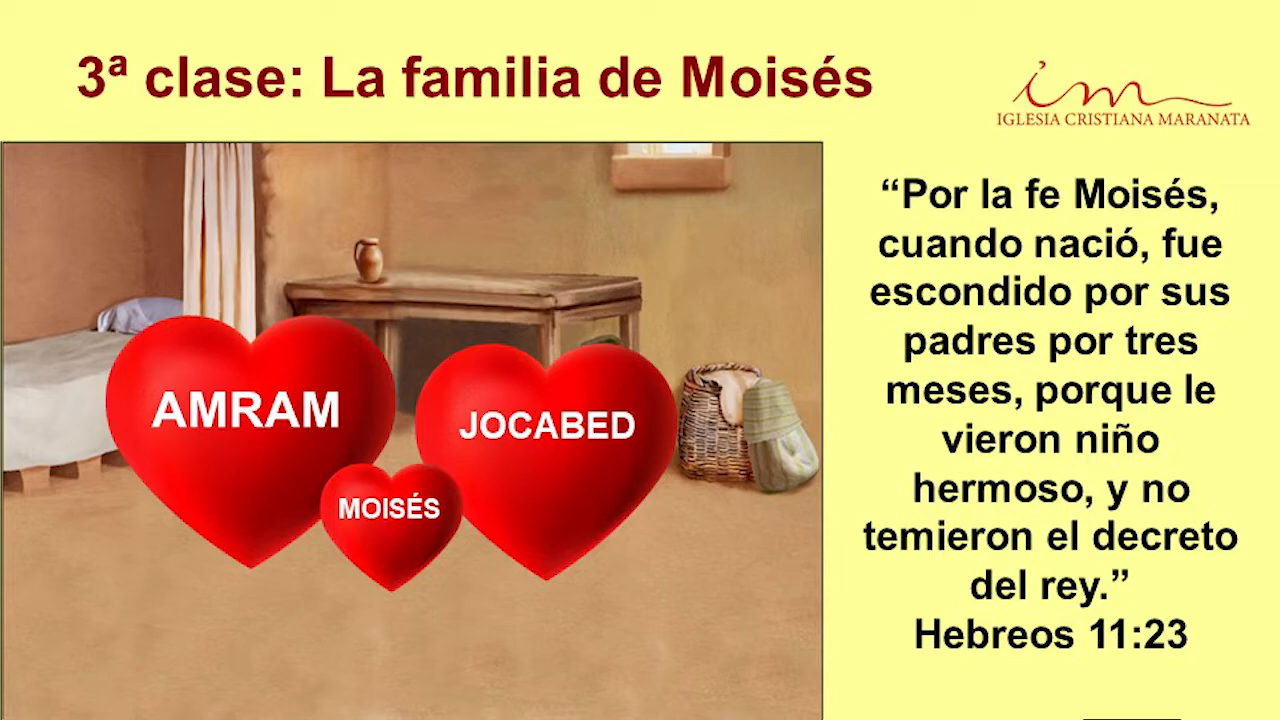 3ª clase: La familia de Moisés
im
IGLESIA CRISTIANA MARANATA
AMRAM
JOCABED
MOISÉS
“Por la fe Moisés,
cuando nació, fue
escondido por sus
padres por tres
meses, porque le
vieron niño
hermoso, y no
temieron el decreto
del rey.”
Hebreos 11:23